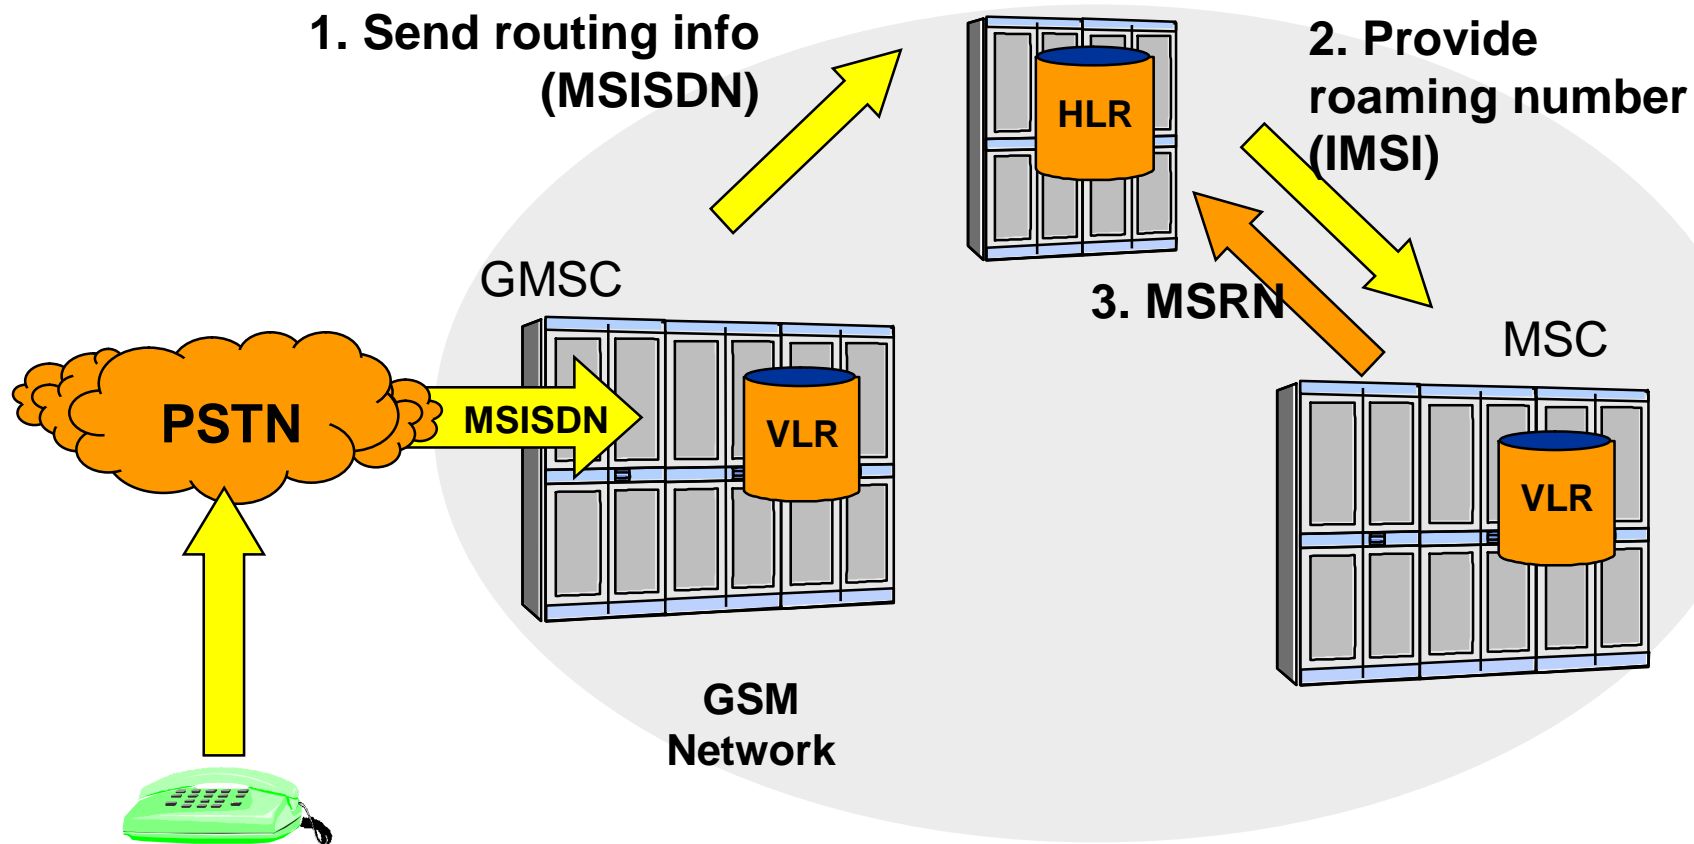 1. Send routing info
(MSISDN)
2. Provide
roaming number
(IMSI)
HLR
GMSC
3. MSRN
MSC
PSTN
MSISDN
VLR
VLR
GSM
Network